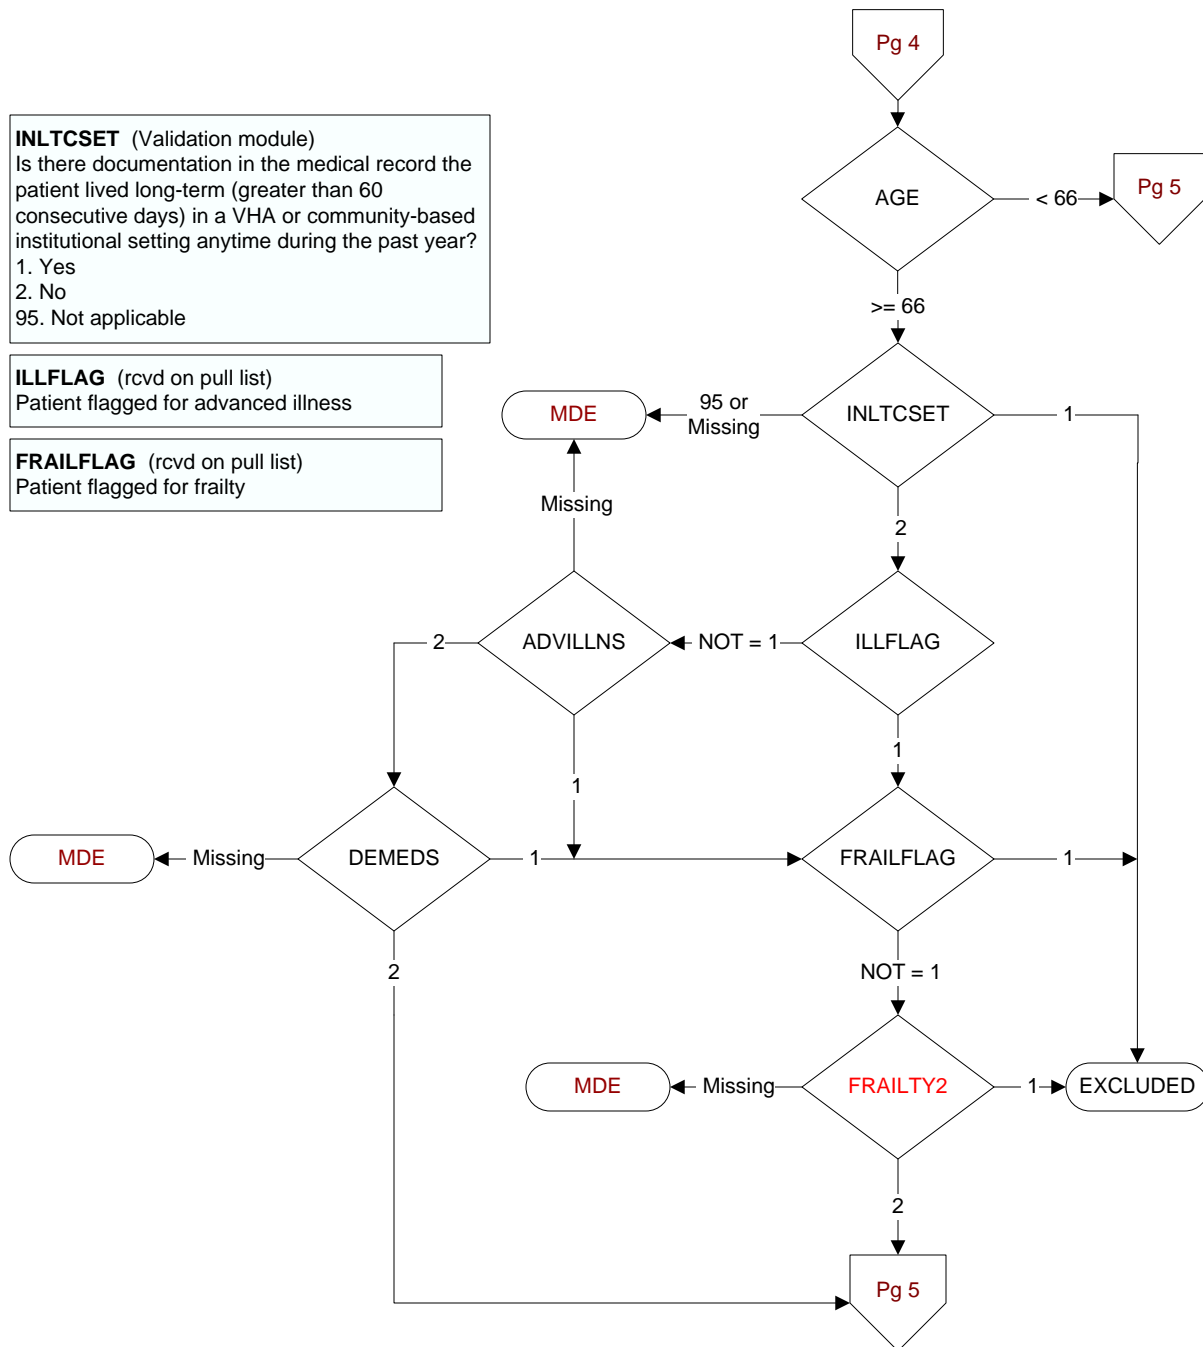 Pg 4
INLTCSET (Validation module)
Is there documentation in the medical record the
patient lived long-term (greater than 60
consecutive days) in a VHA or community-based
institutional setting anytime during the past year?
1. Yes
2. No
95. Not applicable
AGE
< 66
Pg 5
>= 66
ILLFLAG (rcvd on pull list)
Patient flagged for advanced illness
MDE
95 or
Missing
INLTCSET
1
FRAILFLAG (rcvd on pull list)
Patient flagged for frailty
Missing
2
2
ADVILLNS
NOT = 1
ILLFLAG
1
1
MDE
Missing
DEMEDS
1
FRAILFLAG
1
2
NOT = 1
MDE
Missing
FRAILTY2
1
EXCLUDED
2
Pg 5